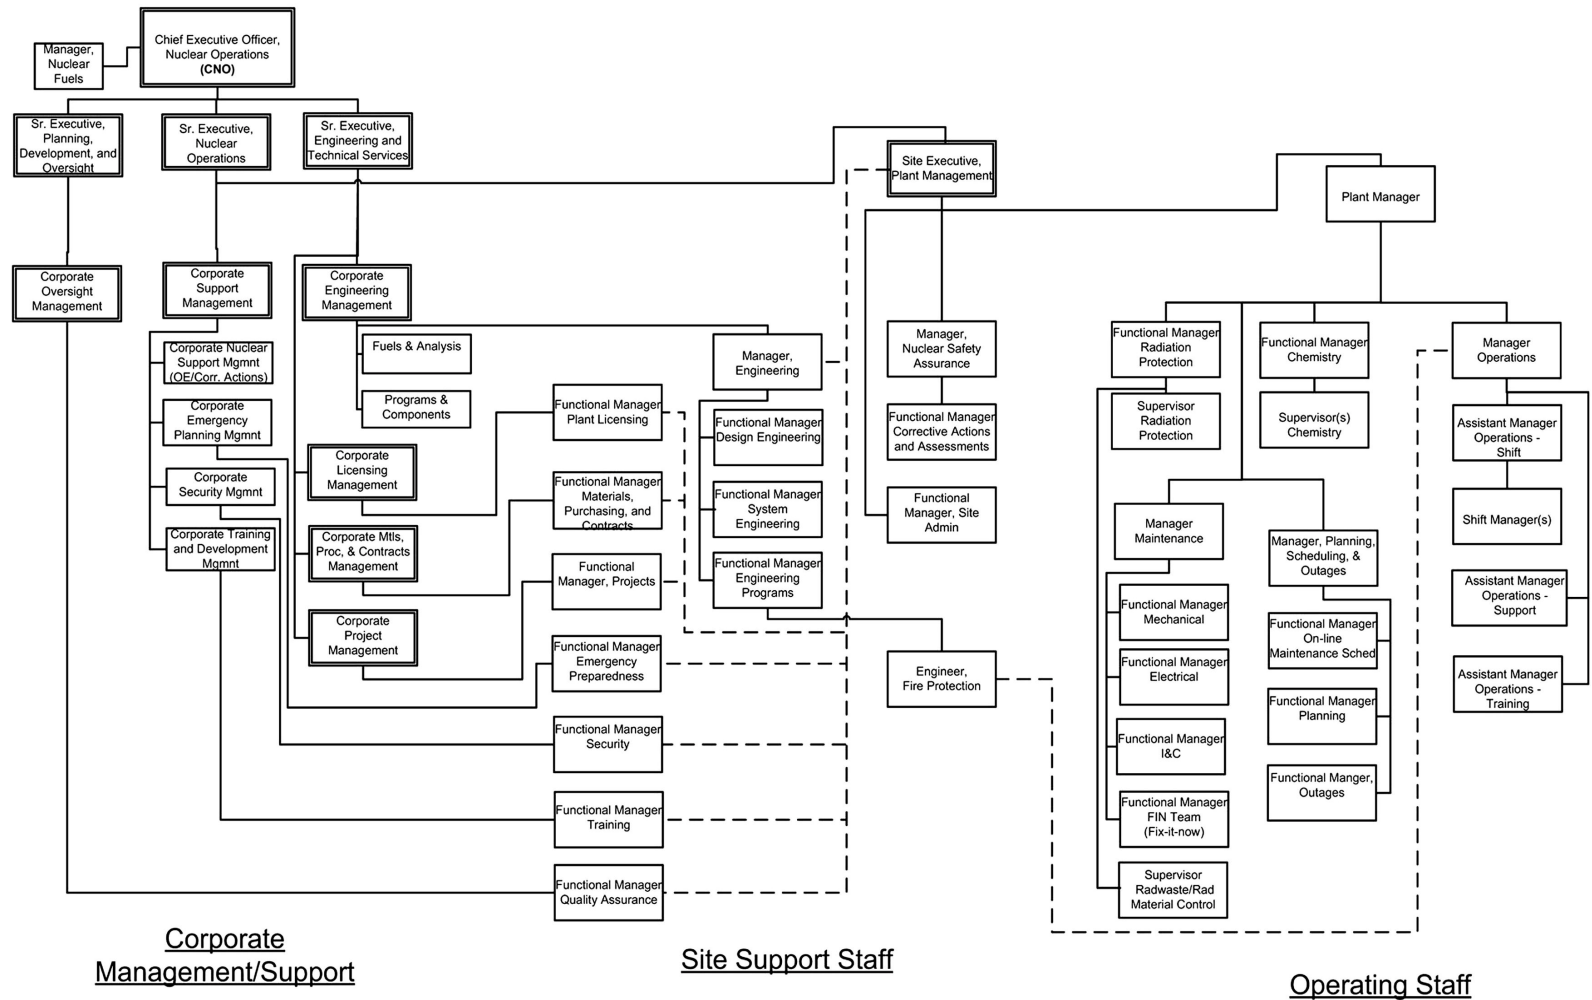 Chief Executive Officer,
Nuclear Operations
(CNO)
Manager,
Nuclear
Fuels
Sr. Executive,
Planning,
Development, and
Oversight
Sr. Executive,
Nuclear
Operations
Sr. Executive,
Engineering and
Technical Services
Site Executive,
Plant Management
Plant Manager
Corporate
Oversight
Management
Corporate
Support
Management
Corporate
Engineering
Management
Corporate Nuclear
Support Mgmnt
(OE/Corr. Actions)
Corporate
Emergency
Planning Mgmnt
Corporate
Security Mgmnt
Corporate Training
and Development
Mgmnt
Fuels & Analysis
Programs &
Components
Corporate
Licensing
Management
Corporate Mtls,
Proc, & Contracts
Management
Corporate
Project
Management
Functional Manager
Plant Licensing
Functional Manager
Materials,
Purchasing, and
Contracts
Functional
Manager, Projects
Functional Manager
Emergency
Preparedness
Functional Manager
Security
Functional Manager
Training
Functional Manager
Quality Assurance
Manager,
Engineering
Functional Manager
Design Engineering
Functional Manager
System
Engineering
Functional Manager
Engineering
Programs
Manager,
Nuclear Safety
Assurance
Functional Manager
Corrective Actions
and Assessments
Functional
Manager, Site
Admin
Engineer,
Fire Protection
Functional Manager
Radiation
Protection
Supervisor
Radiation
Protection
Functional Manager
Chemistry
Supervisor(s)
Chemistry
Manager
Operations
Assistant Manager
Operations -
Shift
Shift Manager(s)
Assistant Manager
Operations -
Support
Assistant Manager
Operations -
Training
Manager
Maintenance
Functional Manager
Mechanical
Functional Manager
Electrical
Functional Manager
I&C
Functional Manager
FIN Team
(Fix-it-now)
Supervisor
Radwaste/Rad
Material Control
Manager, Planning,
Scheduling, &
Outages
Functional Manager
On-line
Maintenance Sched
Functional Manager
Planning
Functional Manger,
Outages
Corporate
Management/Support
Site Support Staff
Operating Staff